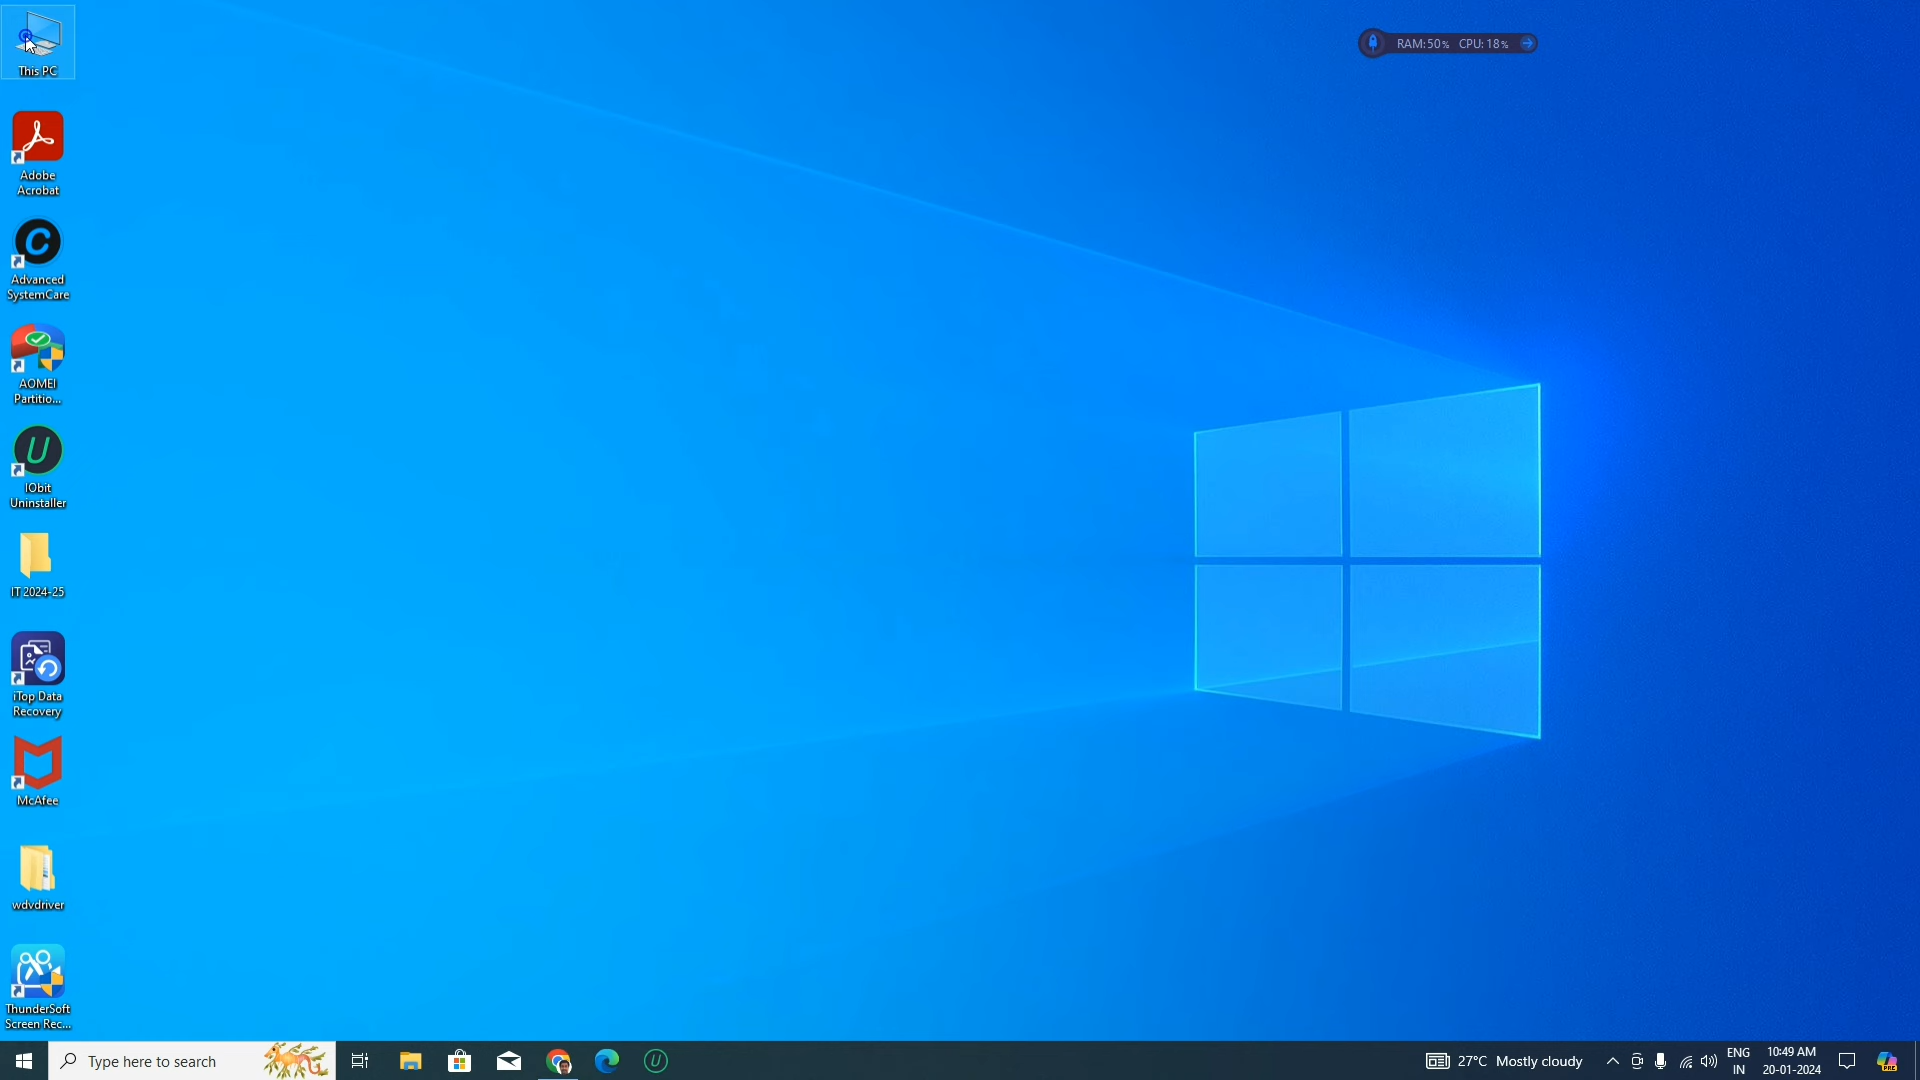 This PC
RAM:50% CPU: 18%
Adobe
Acrobat
Advanced
SystemCare
AOMEI
Partitio...
IObit
Uninstaller
IT 2024-25
iTop Data
Recovery
McAfee
wdvdriver
ThunderSoft
Screen Rec...
Type here to search
27°C Mostly cloudy
ENG
IN
10:49 AM
20-01-2024
PRE